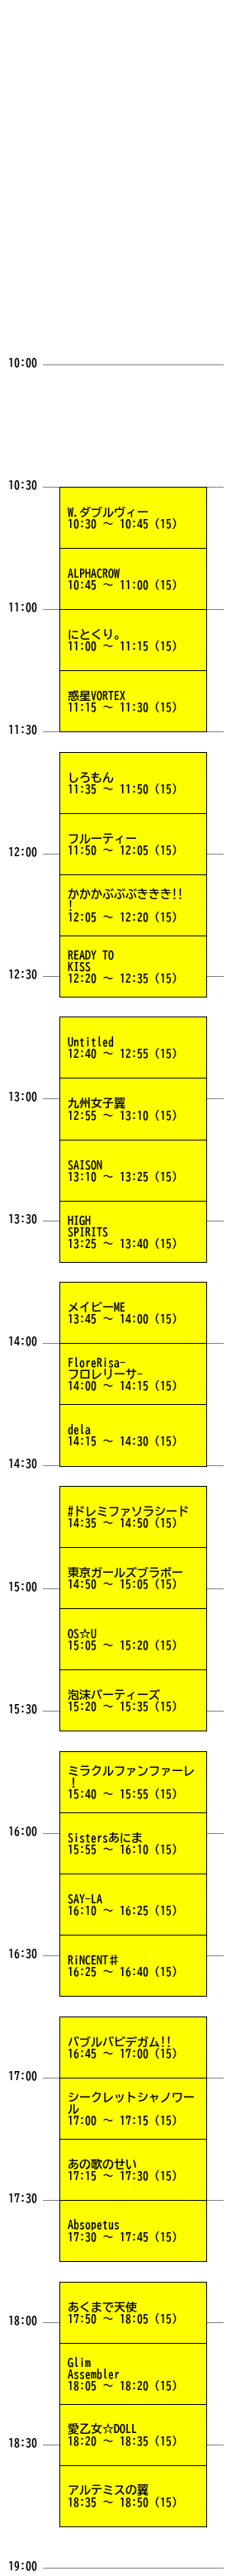 10:00
10:30
W.ダブルヴィー
10:30 ～ 10:45 (15)
ALPHACROW
10:45 ～ 11:00 (15)
11:00
にとくり。
11:00 ～ 11:15 (15)
惑星VORTEX
11:15 ～ 11:30 (15)
11:30
しろもん
11:35 ～ 11:50 (15)
フルーティー
11:50 ～ 12:05 (15)
12:00
かかかぷぷぷききき!!
!
12:05 ～ 12:20 (15)
READY TO
KISS
12:20 ～ 12:35 (15)
12:30
Untitled
12:40 ～ 12:55 (15)
13:00
九州女子翼
12:55 ～ 13:10 (15)
SAISON
13:10 ～ 13:25 (15)
13:30
HIGH
SPIRITS
13:25 ～ 13:40 (15)
メイビーME
13:45 ～ 14:00 (15)
14:00
FloreRisa-
フロレリーサ-
14:00 ～ 14:15 (15)
dela
14:15 ～ 14:30 (15)
14:30
#ドレミファソラシード
14:35 ～ 14:50 (15)
東京ガールズブラボー
14:50 ～ 15:05 (15)
15:00
OS☆U
15:05 ～ 15:20 (15)
泡沫パーティーズ
15:20 ～ 15:35 (15)
15:30
ミラクルファンファーレ
!
15:40 ～ 15:55 (15)
16:00
Sistersあにま
15:55 ～ 16:10 (15)
SAY-LA
16:10 ～ 16:25 (15)
16:30
RiNCENT♯
16:25 ～ 16:40 (15)
バブルバビデガム!!
16:45 ～ 17:00 (15)
17:00
シークレットシャノワー
ル
17:00 ～ 17:15 (15)
あの歌のせい
17:15 ～ 17:30 (15)
17:30
Absopetus
17:30 ～ 17:45 (15)
あくまで天使
17:50 ～ 18:05 (15)
18:00
Glim
Assembler
18:05 ～ 18:20 (15)
愛乙女☆DOLL
18:20 ～ 18:35 (15)
18:30
アルテミスの翼
18:35 ～ 18:50 (15)
19:00